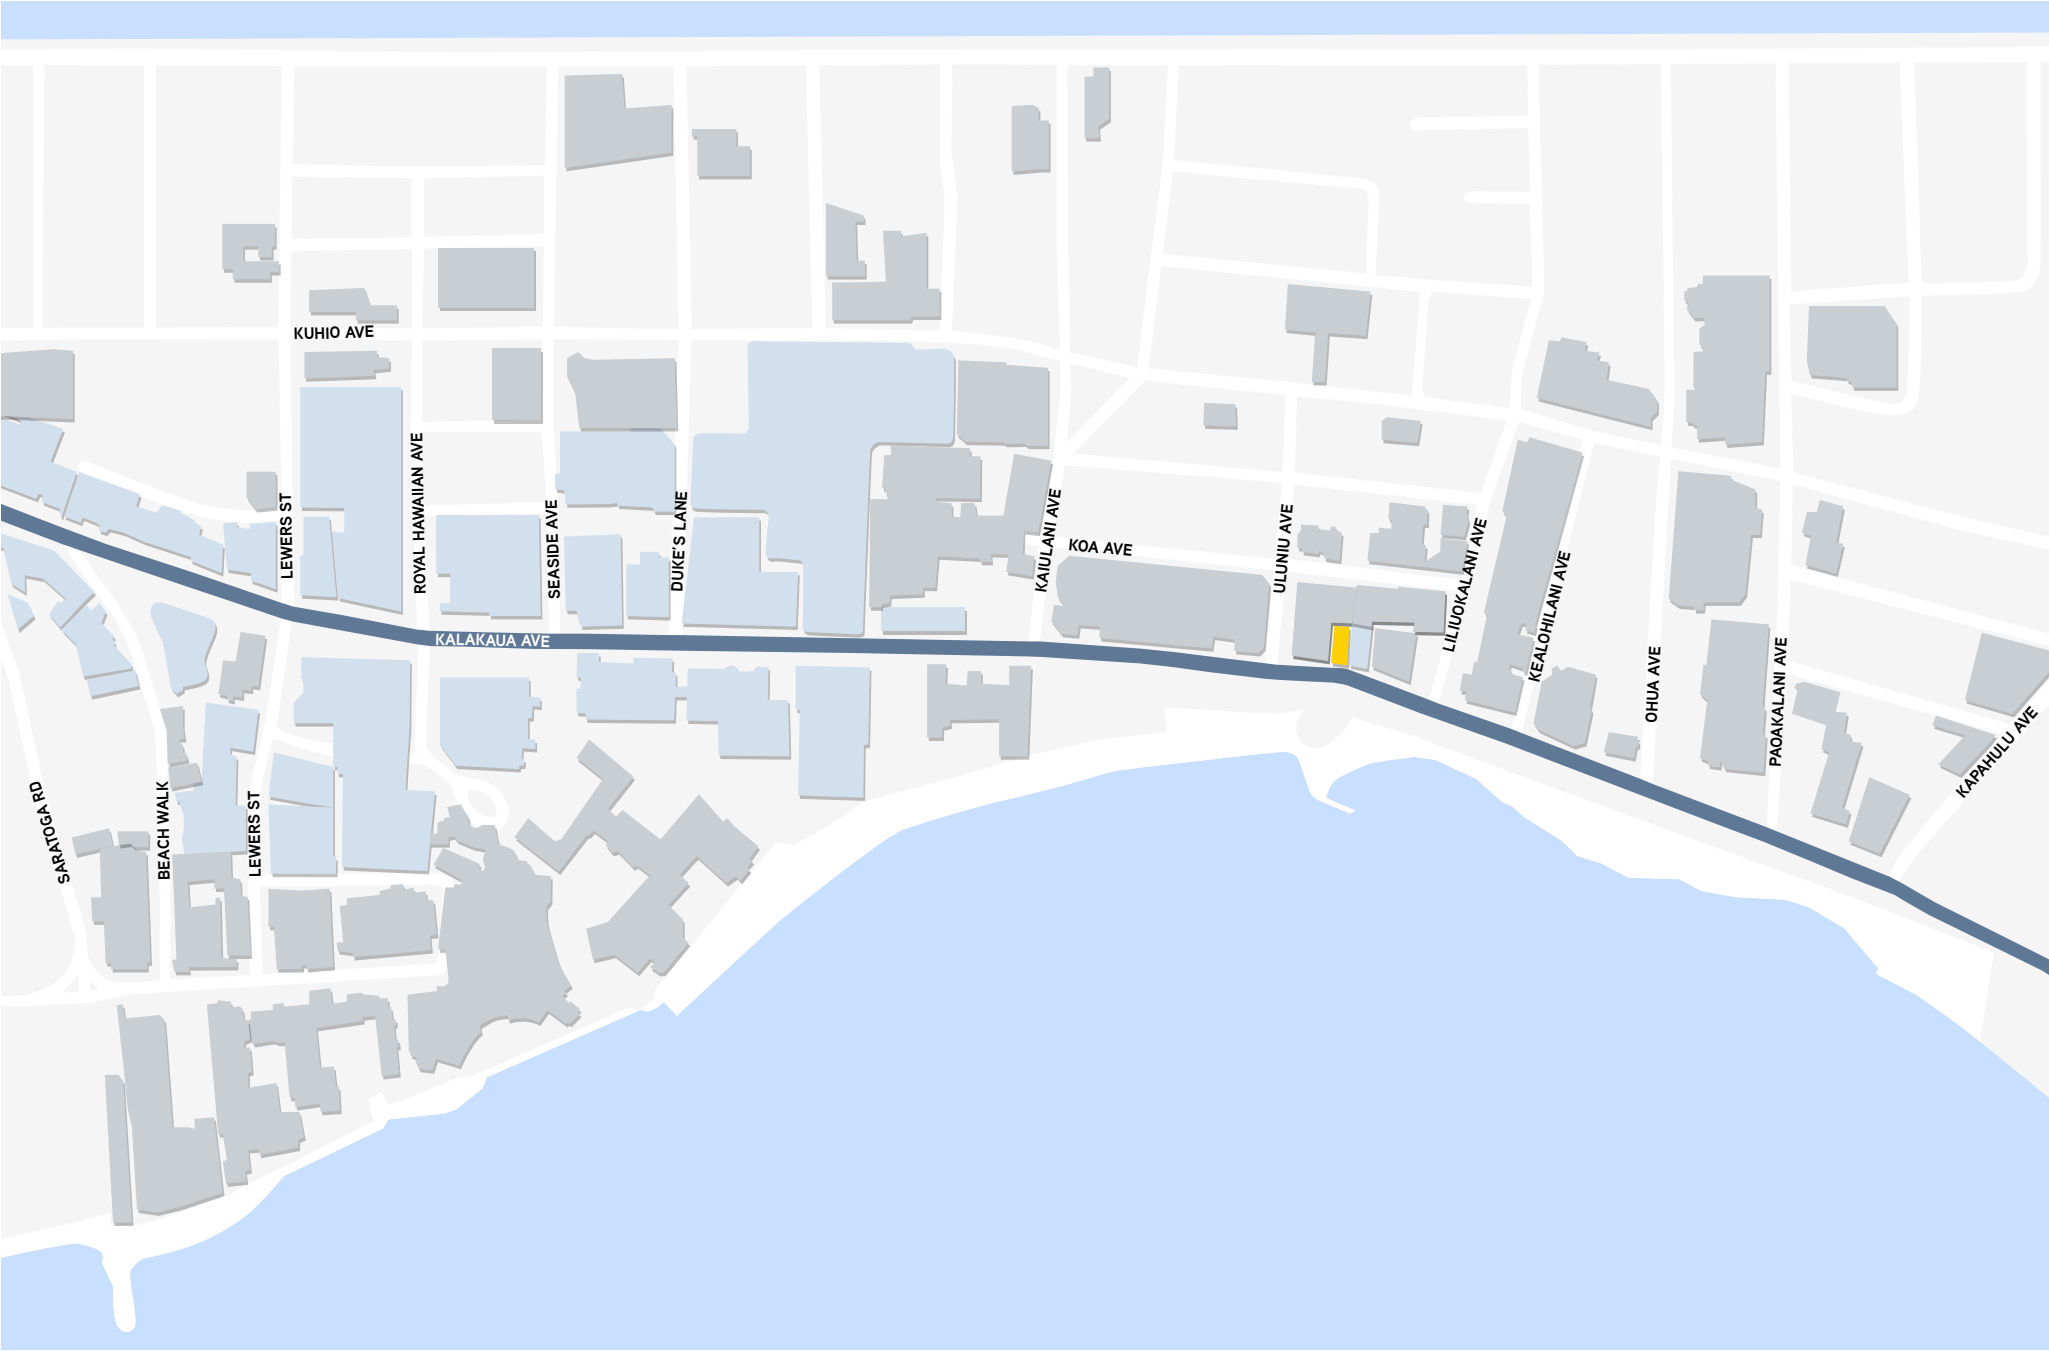 KUHIO AVE
LEWERS ST
ROYAL HAWAIIAN AVE
SEASIDE AVE
DUKE'S LANE
KAIULANI AVE
KOA AVE
ULUNIU AVE
LILIUOKALANI AVE
KEALOHILANI AVE
OHUA AVE
PAOAKALANI AVE
KAPAHULU AVE
KALAKAUA AVE
SARATOGA RD
BEACH WALK
LEWERS ST